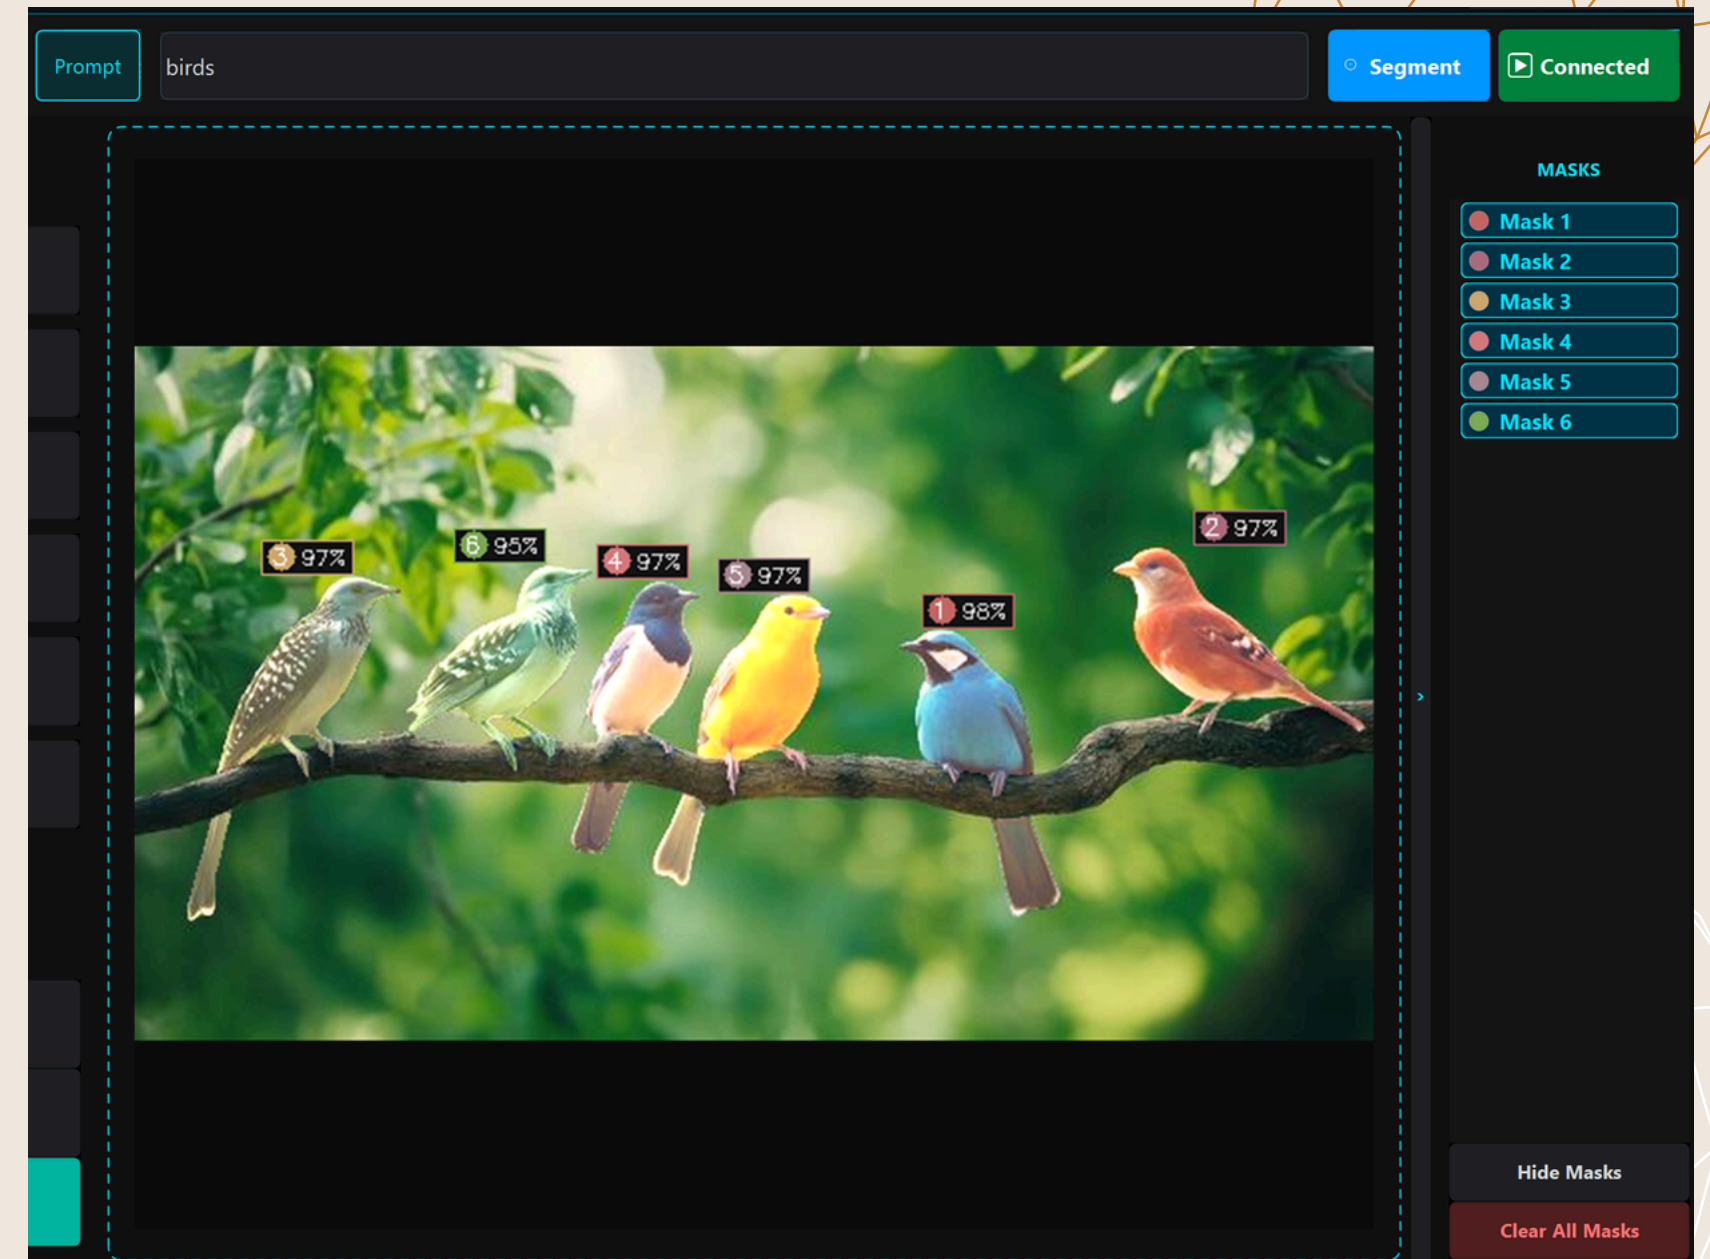 Prompt
birds
Segment
Connected
MASKS
Mask 1
Mask 2
Mask 3
Mask 4
Mask 5
Mask 6
3 97%
6 95%
4 97%
5 97%
1 98%
2 97%
Hide Masks
Clear All Masks